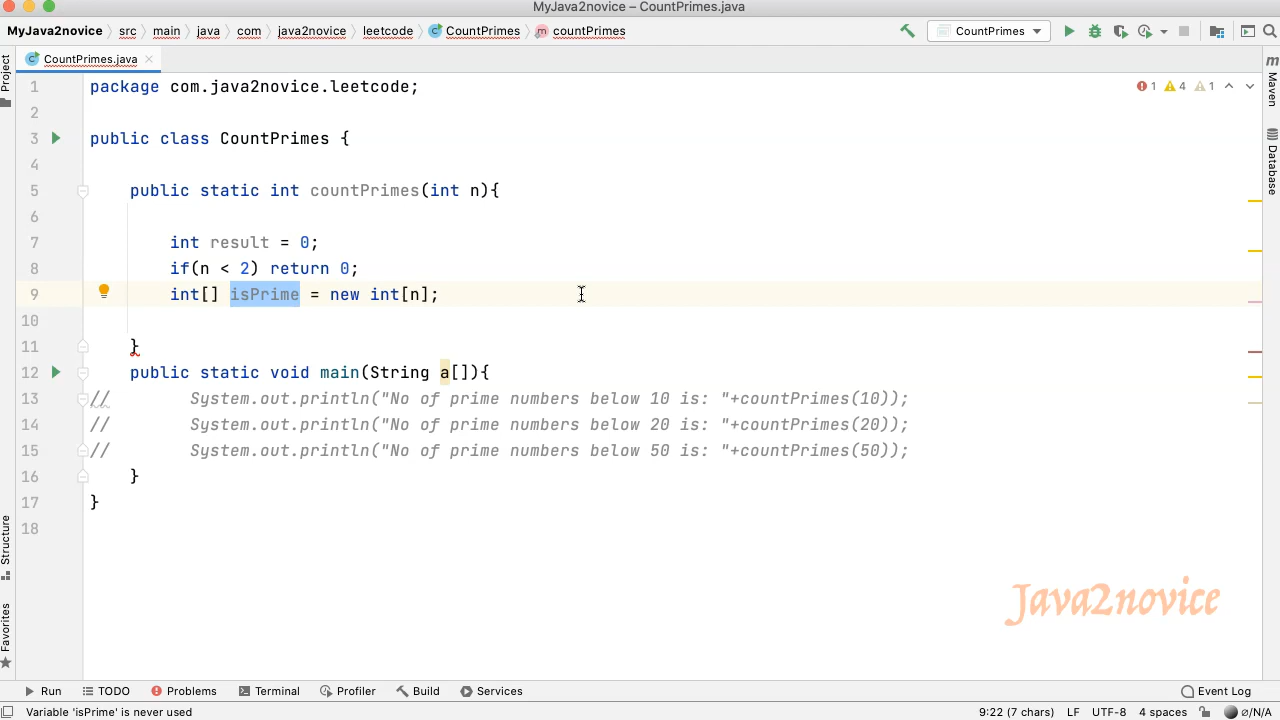 MyJava2novice – CountPrimes.java
MyJava2novice src main java com java2novice leetcode CountPrimes countPrimes CountPrimes
CountPrimes.java
1 package com.java2novice.leetcode; 1 4 1
2
3 public class CountPrimes {
4
5 public static int countPrimes(int n){
6
7 int result = 0;
8 if(n < 2) return 0;
9 int[] isPrime = new int[n];
10
11 }
12 public static void main(String a[]){
13 // System.out.println("No of prime numbers below 10 is: "+countPrimes(10));
14 // System.out.println("No of prime numbers below 20 is: "+countPrimes(20));
15 // System.out.println("No of prime numbers below 50 is: "+countPrimes(50));
16 }
17 }
18
Project
Structure
Favorites
m Maven
Database
Java2novice
Run TODO Problems Terminal Profiler Build Services Event Log
Variable 'isPrime' is never used 9:22 (7 chars) LF UTF-8 4 spaces ⌀/N/A